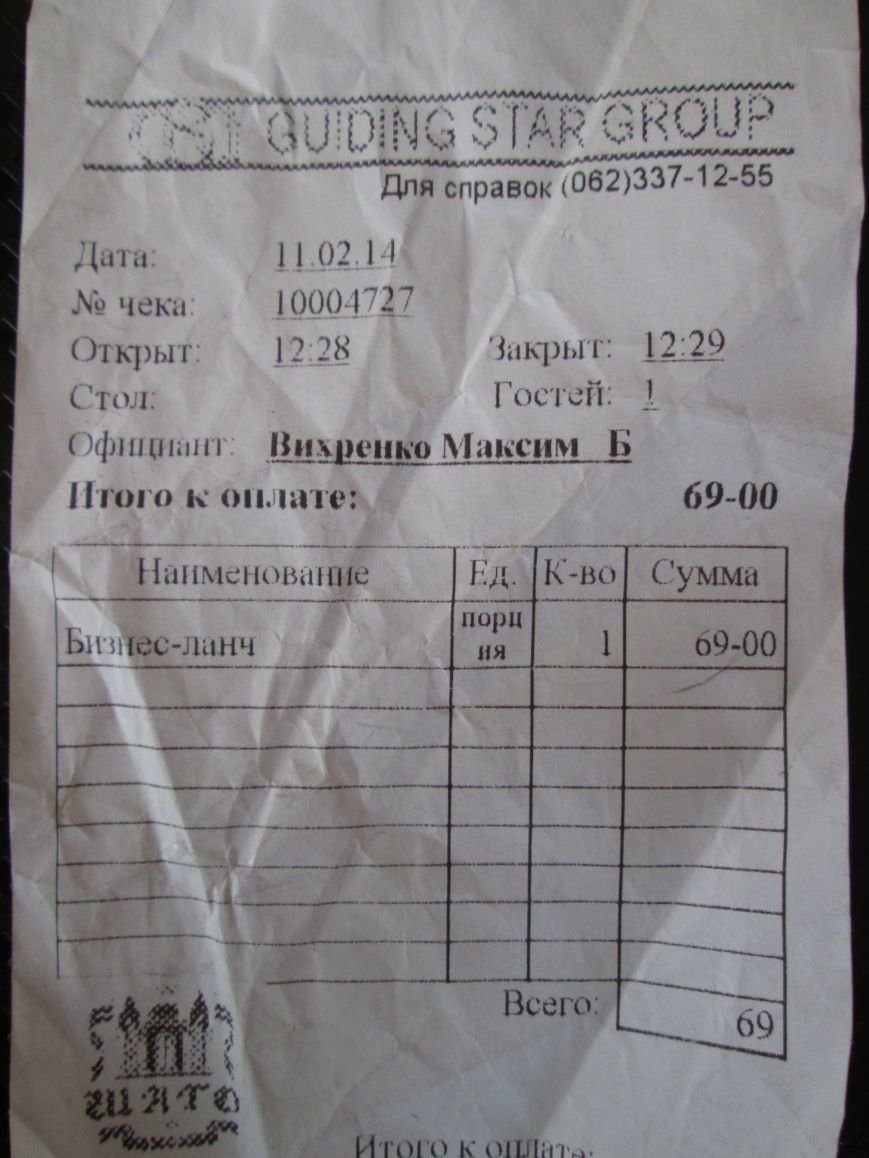 GSG GUIDING STAR GROUP
Для справок (062)337-12-55
Дата: 11.02.14
№ чека: 10004727
Открыт: 12:28 Закрыт: 12:29
Стол: Гостей: 1
Официант: Вихренко Максим Б
Итого к оплате: 69-00
Наименование Ед. К-во Сумма
Бизнес-ланч порц ия 1 69-00
Всего: 69
шато
Итого к оплате: